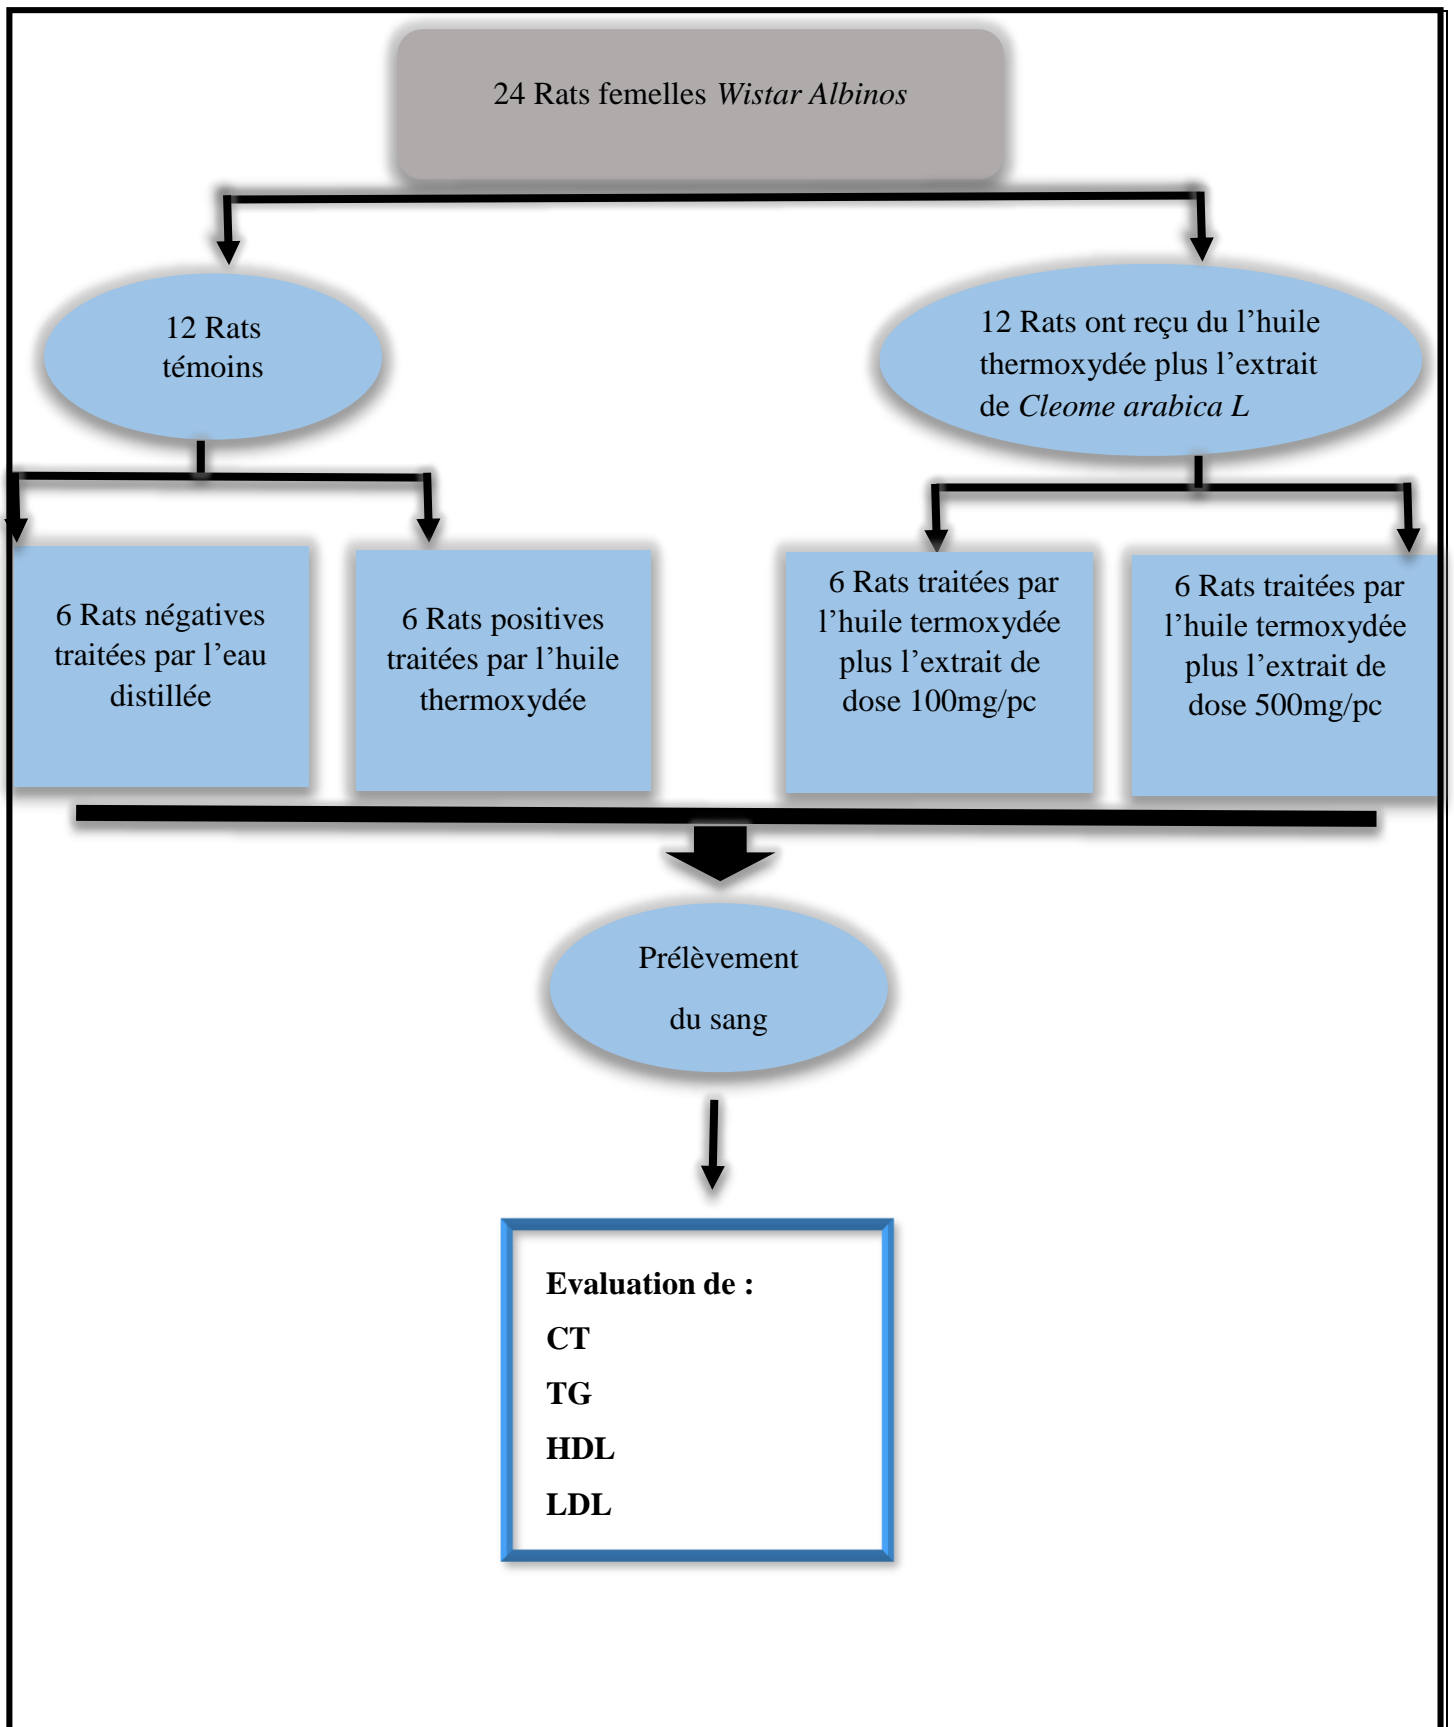 24 Rats femelles Wistar Albinos
12 Rats
témoins
12 Rats ont reçu du l’huile
thermoxydée plus l’extrait
de Cleome arabica L
6 Rats négatives
traitées par l’eau
distillée
6 Rats positives
traitées par l’huile
thermoxydée
6 Rats traitées par
l’huile termoxydée
plus l’extrait de
dose 100mg/pc
6 Rats traitées par
l’huile termoxydée
plus l’extrait de
dose 500mg/pc
Prélèvement
du sang
Evaluation de :
CT
TG
HDL
LDL